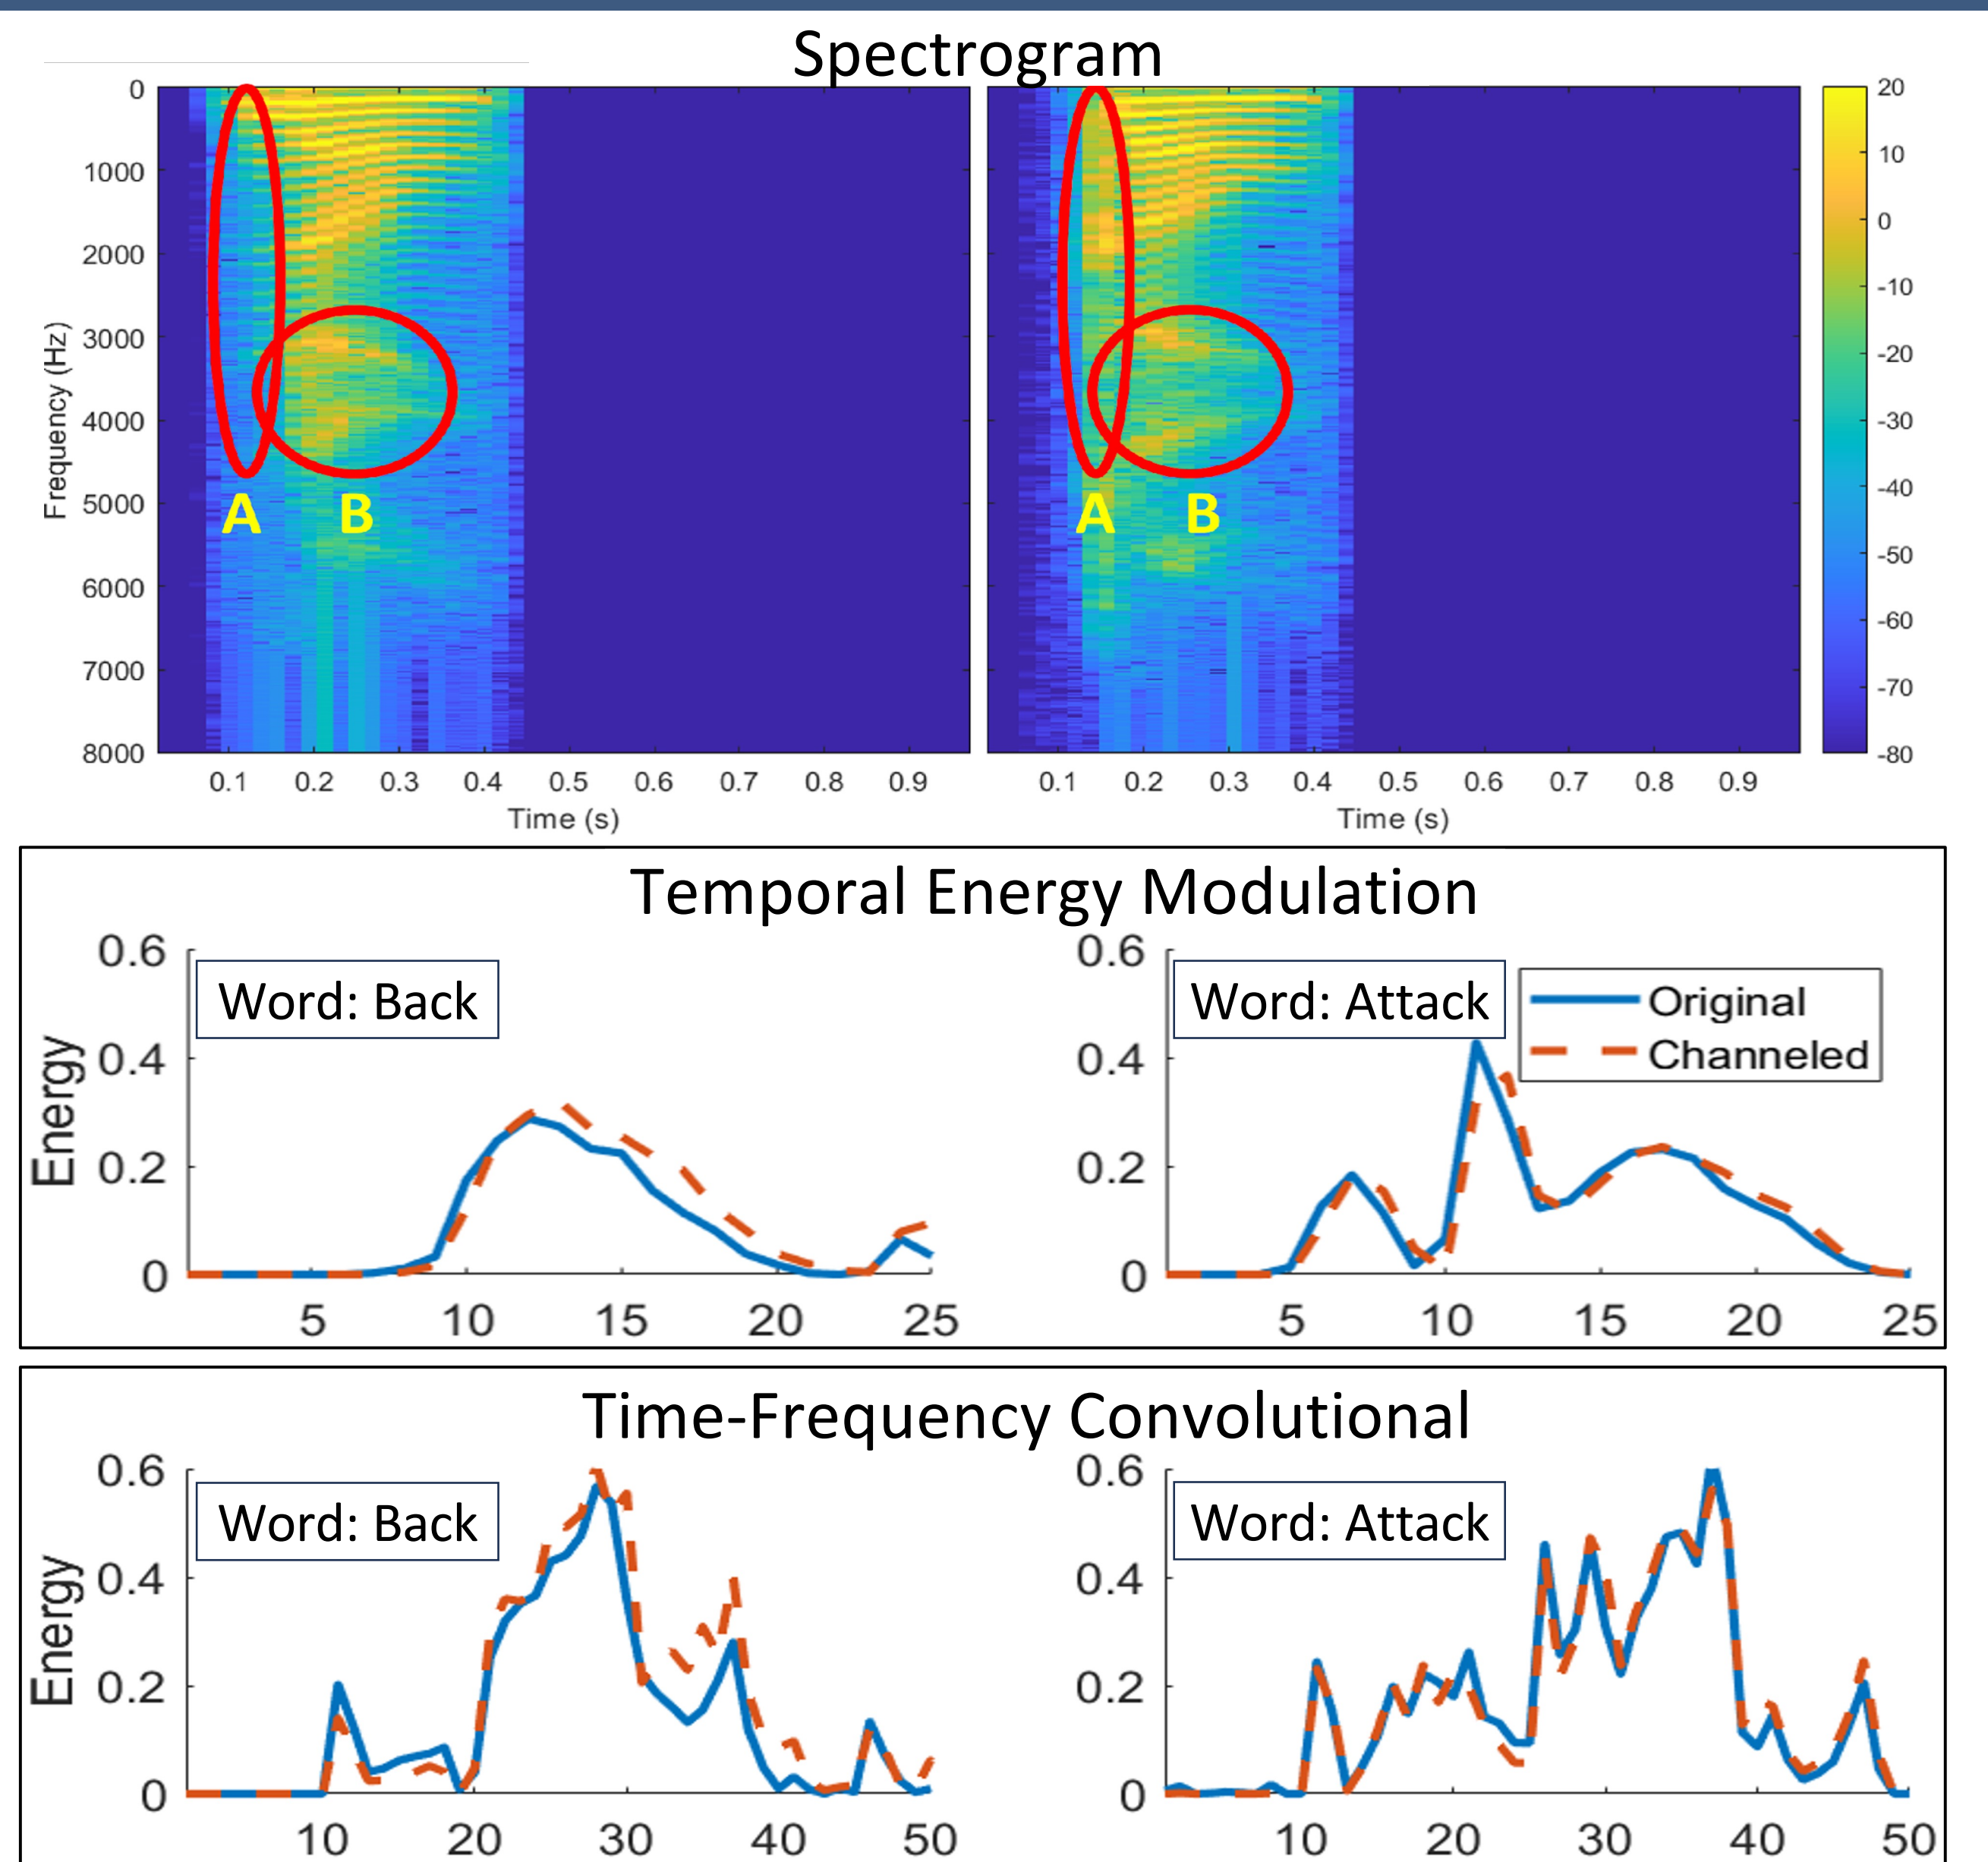 Spectrogram
0
1000
2000
3000
4000
5000
6000
7000
8000
Frequency (Hz)
A B
A B
0.1 0.2 0.3 0.4 0.5 0.6 0.7 0.8 0.9
Time (s)
0.1 0.2 0.3 0.4 0.5 0.6 0.7 0.8 0.9
Time (s)
20
10
0
-10
-20
-30
-40
-50
-60
-70
-80
Temporal Energy Modulation
Energy
0.6
0.4
0.2
0
Word: Back
5 10 15 20 25
0.6
0.4
0.2
0
Word: Attack
Original
Channeled
5 10 15 20 25
Time-Frequency Convolutional
Energy
0.6
0.4
0.2
0
Word: Back
10 20 30 40 50
0.6
0.4
0.2
0
Word: Attack
10 20 30 40 50